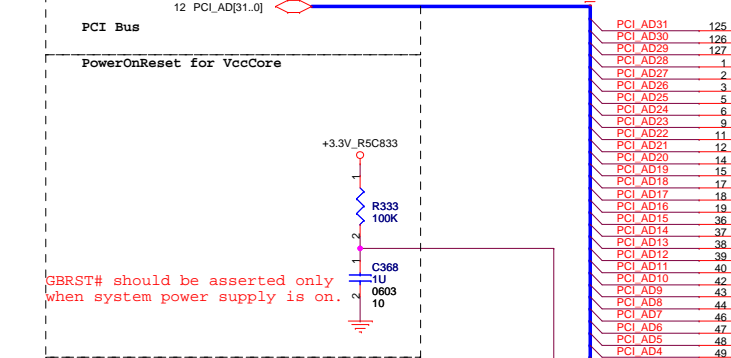 12 PCI_AD[31..0]
PCI Bus
PowerOnReset for VccCore
+3.3V_R5C833
1
R333
100K
2
1
C368
1U
0603
10
2
GBRST# should be asserted only
when system power supply is on.
PCI_AD31 125
PCI_AD30 126
PCI_AD29 127
PCI_AD28 1
PCI_AD27 2
PCI_AD26 3
PCI_AD25 5
PCI_AD24 6
PCI_AD23 9
PCI_AD22 11
PCI_AD21 12
PCI_AD20 14
PCI_AD19 15
PCI_AD18 17
PCI_AD17 18
PCI_AD16 19
PCI_AD15 36
PCI_AD14 37
PCI_AD13 38
PCI_AD12 39
PCI_AD11 40
PCI_AD10 42
PCI_AD9 43
PCI_AD8 44
PCI_AD7 46
PCI_AD6 47
PCI_AD5 48
PCI_AD4 49